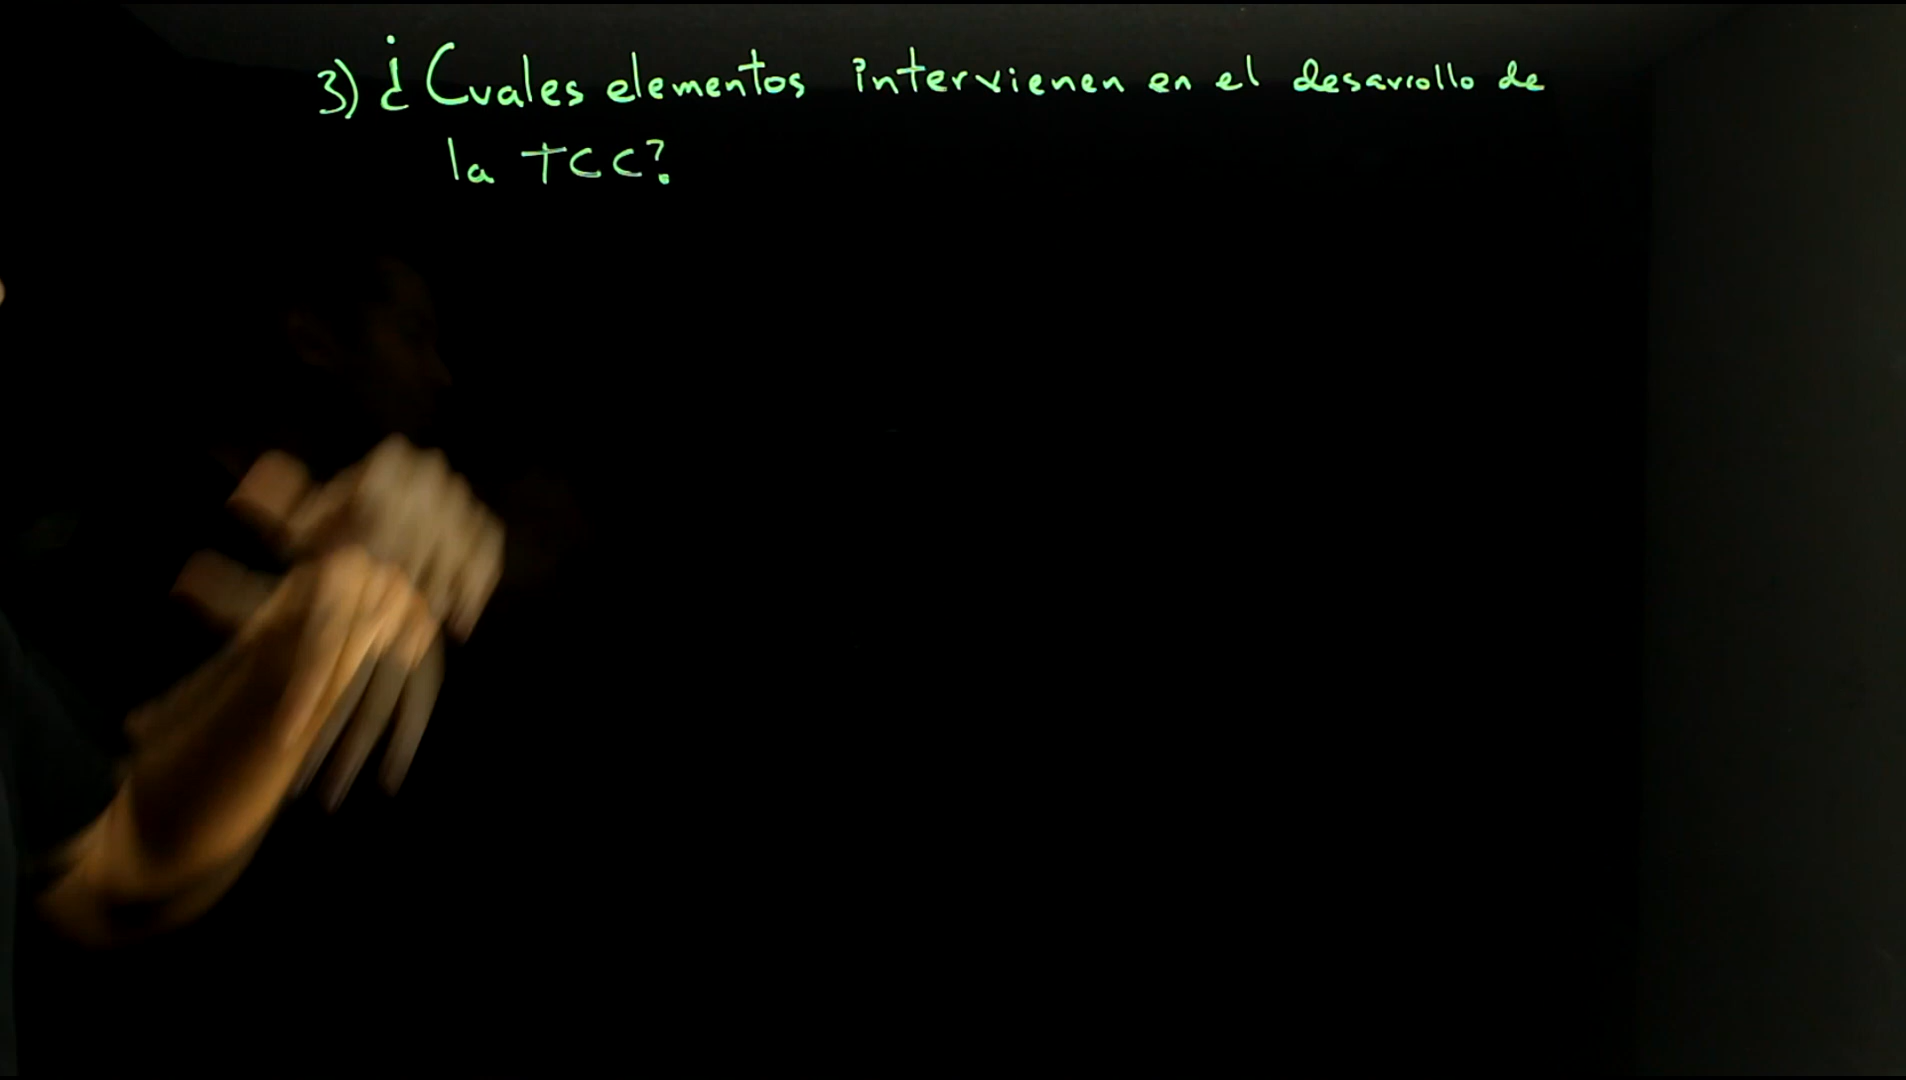 3) ¿Cuales elementos intervienen en el desarrollo de
la TCC?